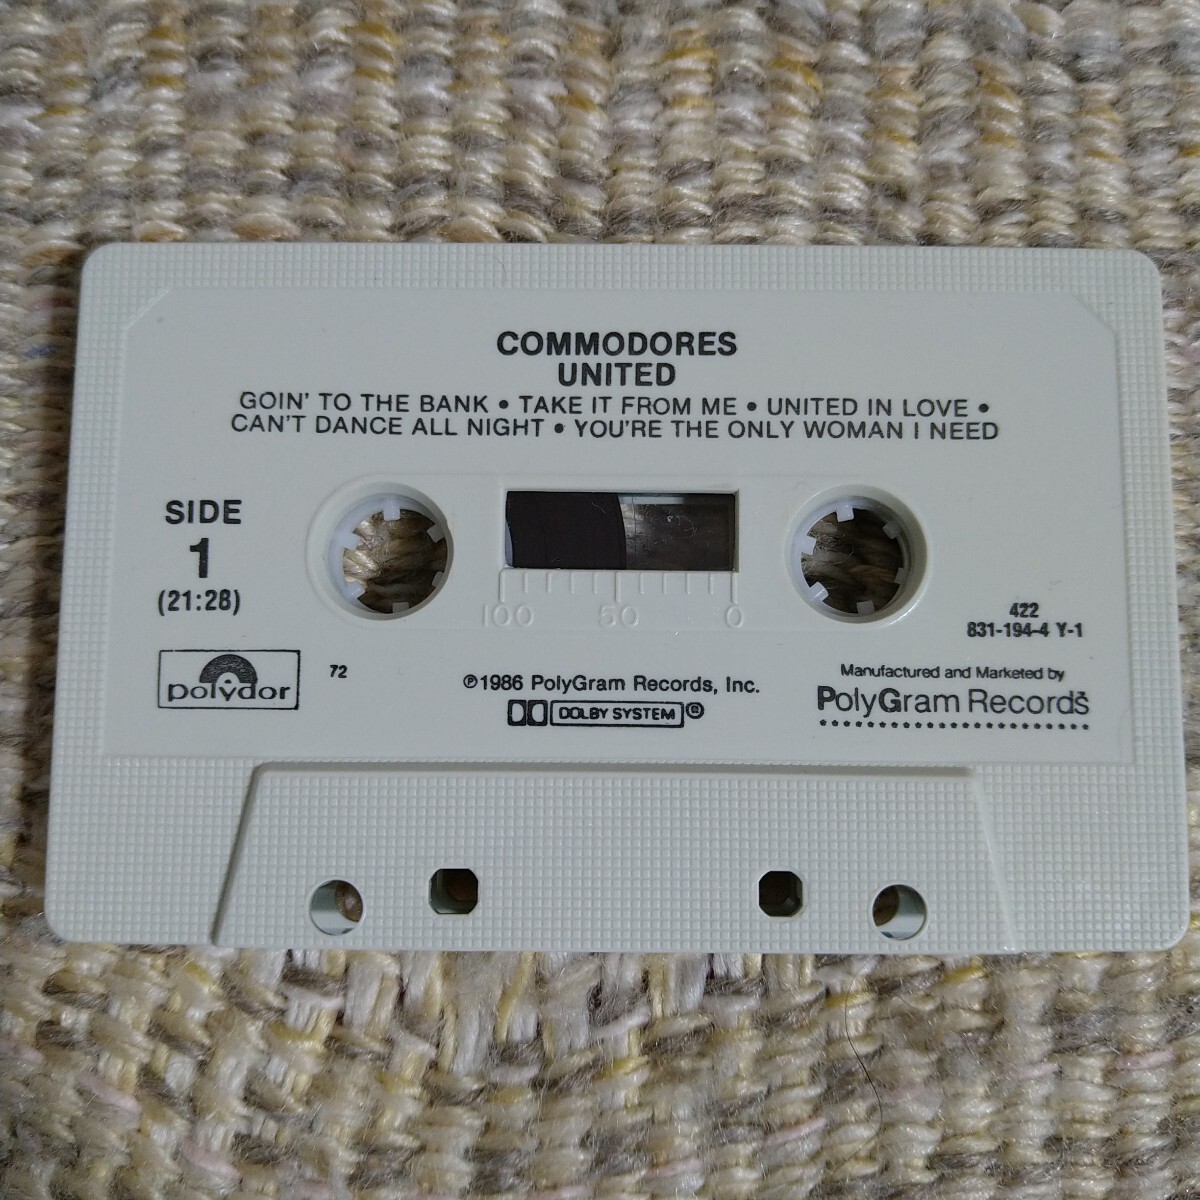 COMMODORES
UNITED
GOIN' TO THE BANK • TAKE IT FROM ME • UNITED IN LOVE •
CAN'T DANCE ALL NIGHT • YOU'RE THE ONLY WOMAN I NEED
SIDE
1
(21:28)
100 50 0
422
831-194-4 Y-1
polydor
72
℗1986 PolyGram Records, Inc.
DOLBY SYSTEM ®
Manufactured and Marketed by
PolyGram Records